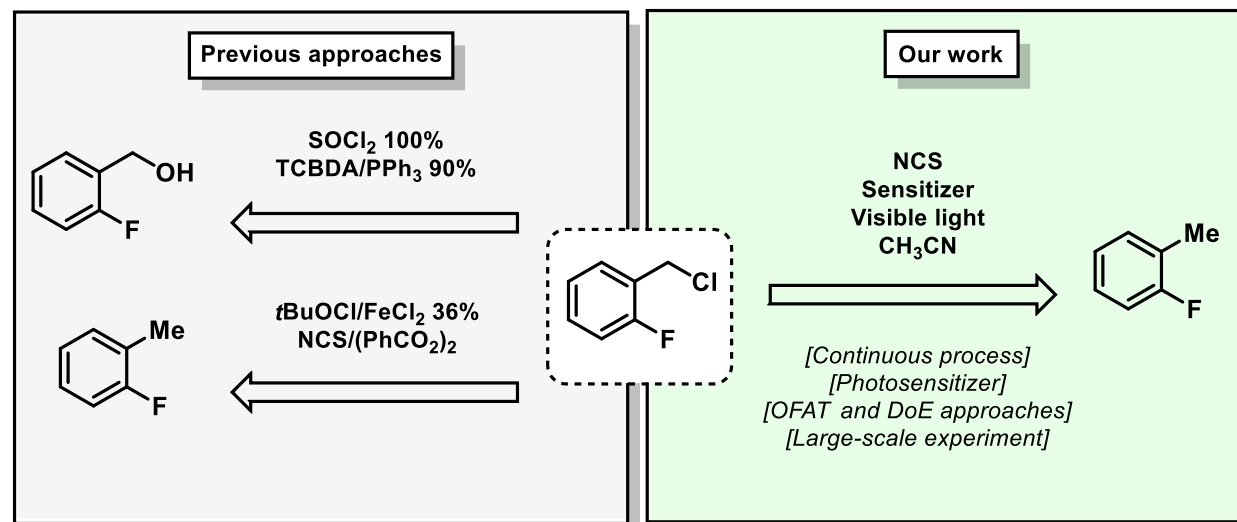 Previous approaches
SOCl₂ 100%
TCBDA/PPh₃ 90%
OH
F
tBuOCl/FeCl₂ 36%
NCS/(PhCO₂)₂
Me
F
Cl
F
Our work
NCS
Sensitizer
Visible light
CH₃CN
Me
F
[Continuous process]
[Photosensitizer]
[OFAT and DoE approaches]
[Large-scale experiment]